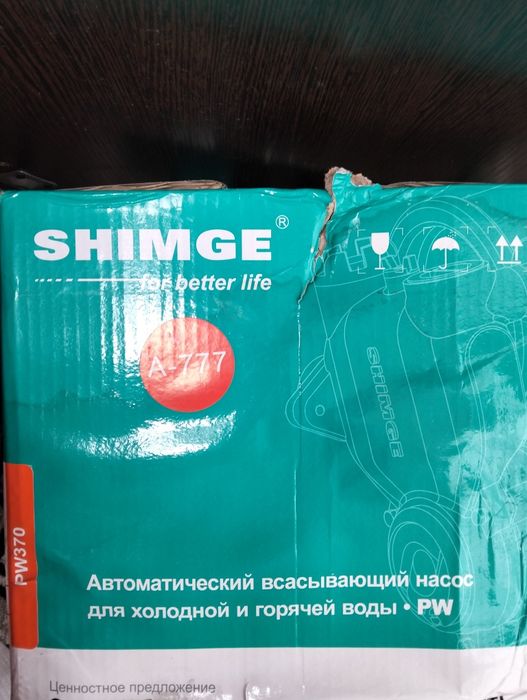 SHIMGE®
for better life
A-777
SHIMGE
PW370
Автоматический всасывающий насос
для холодной и горячей воды • PW
Ценностное предложение